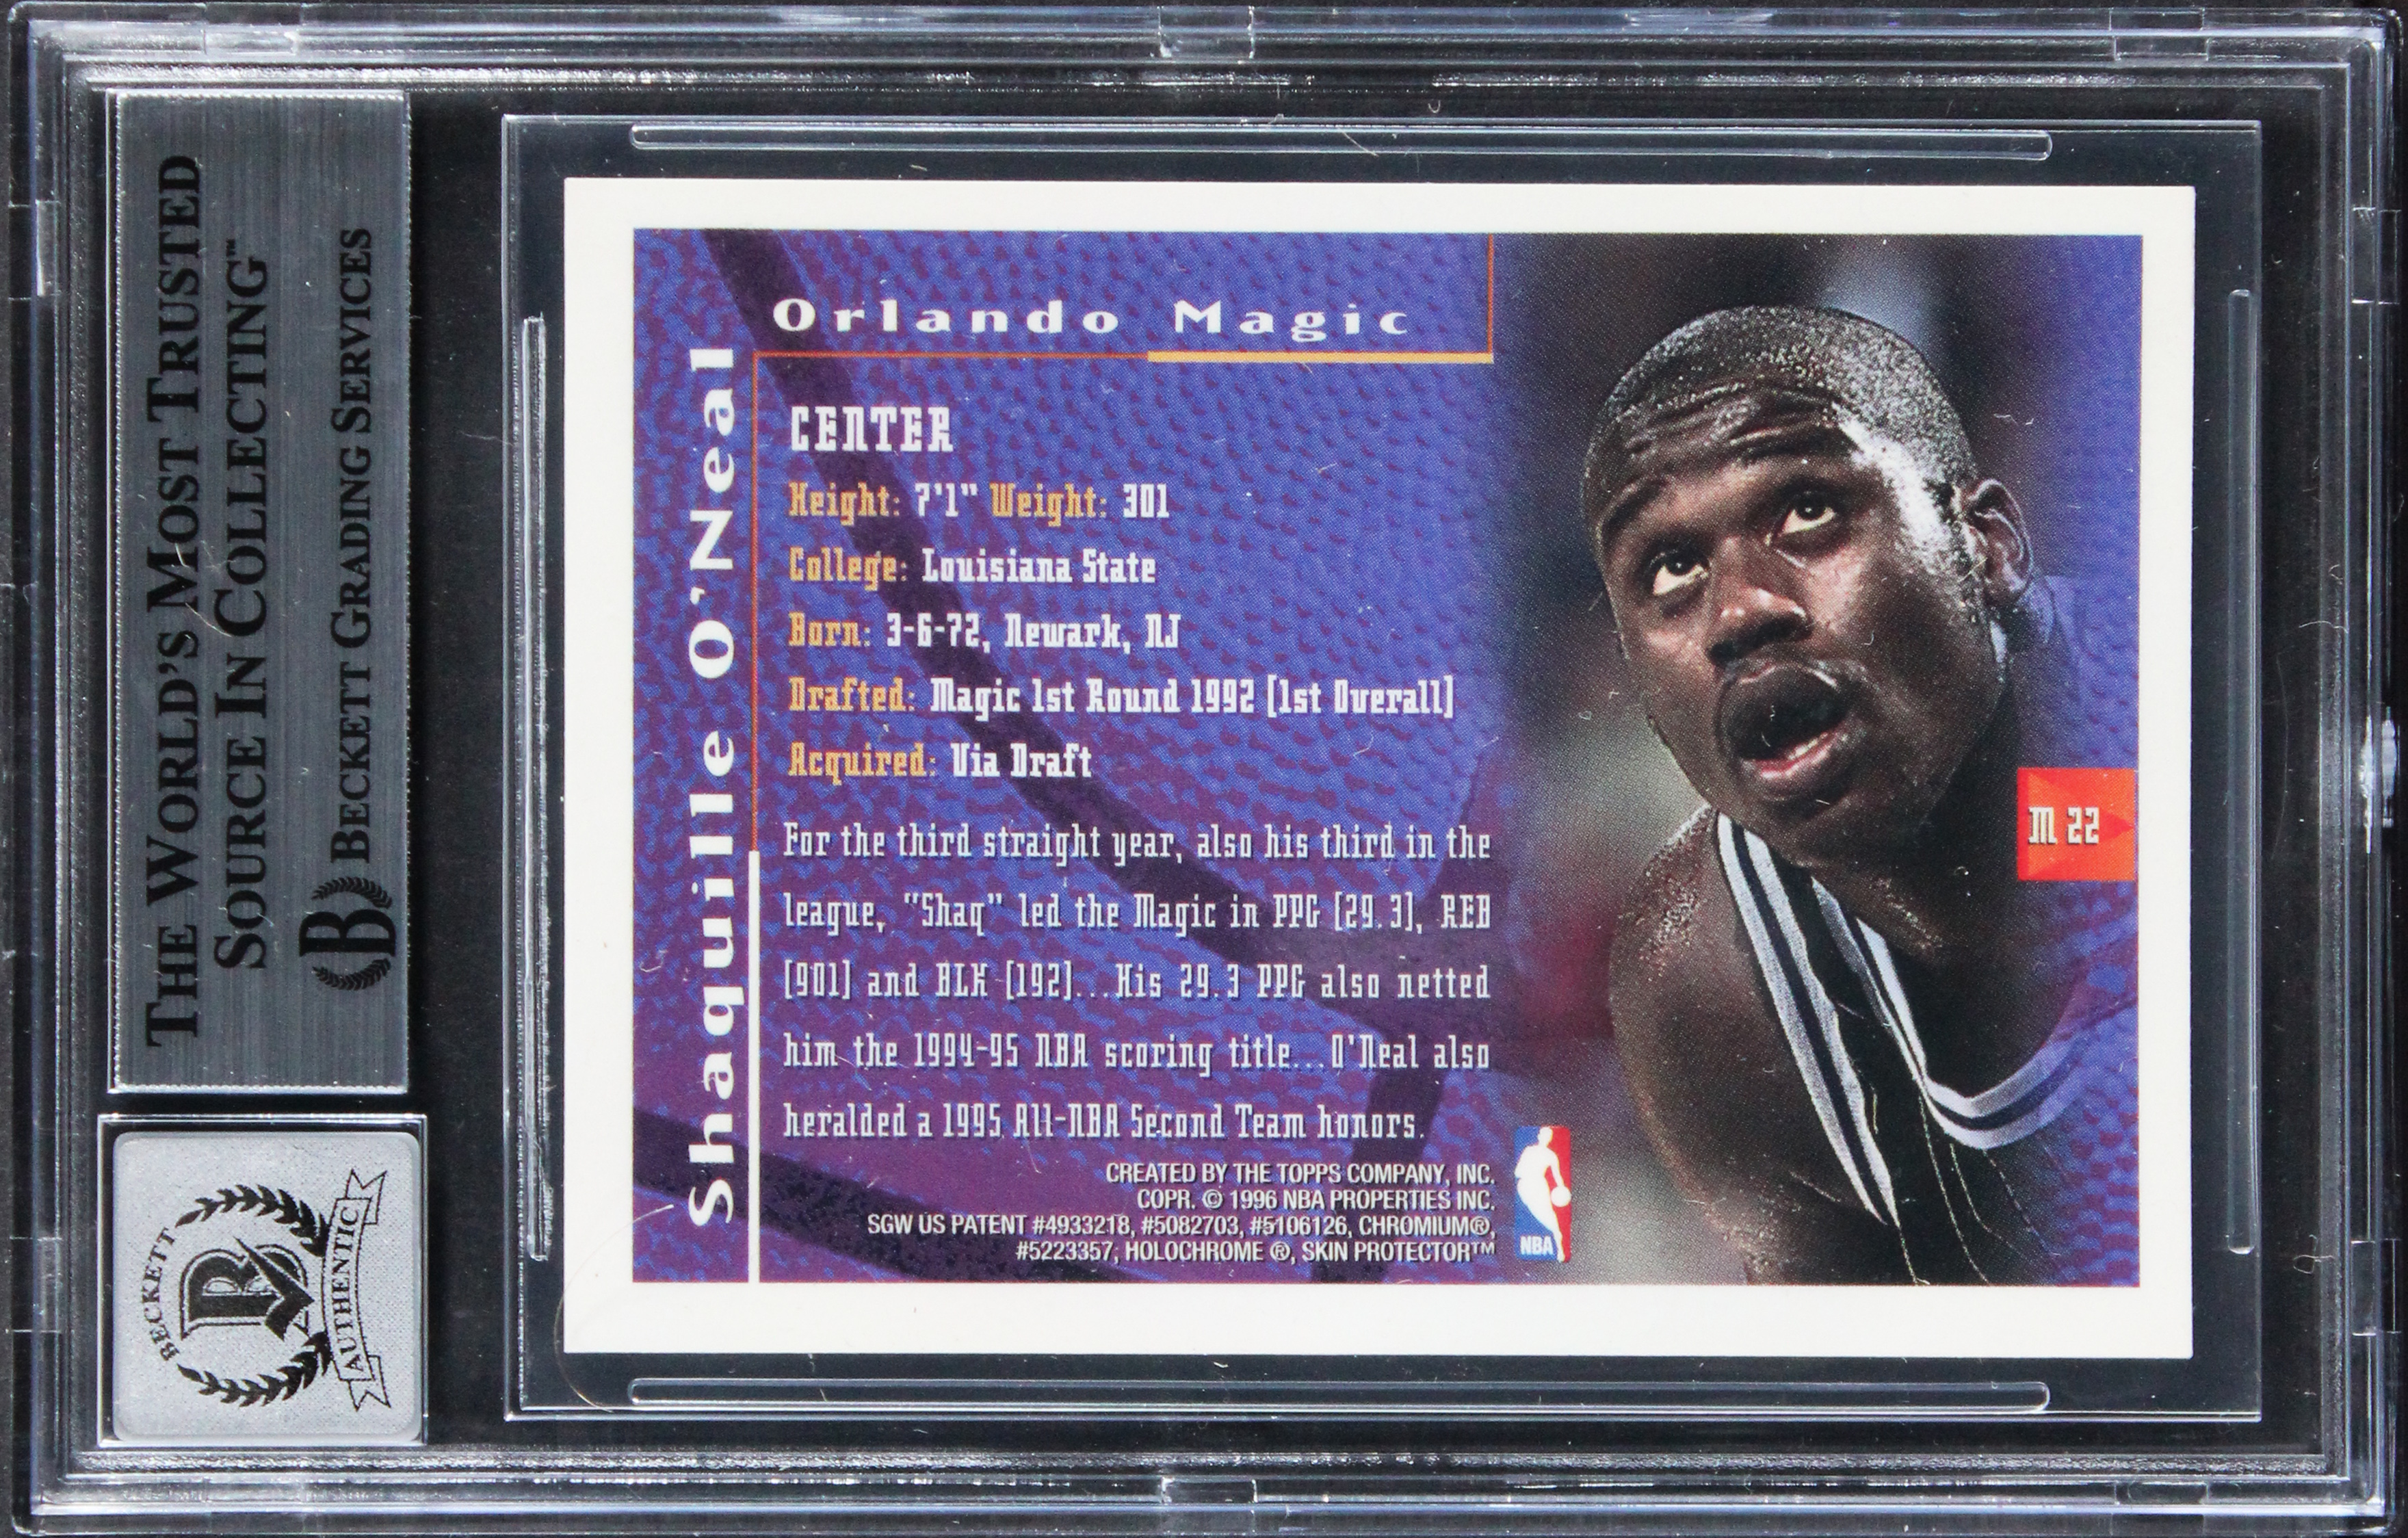 THE WORLD'S MOST TRUSTED
SOURCE IN COLLECTING™
B BECKETT GRADING SERVICES
BECKETT
B
AUTHENTIC
Orlando Magic
Shaquille O'Neal
CENTER
Height: 7'1" Weight: 301
College: Louisiana State
Born: 3-6-72, Newark, NJ
Drafted: Magic 1st Round 1992 (1st Overall)
Acquired: Via Draft
For the third straight year, also his third in the
league, "Shaq" led the Magic in PPG (29.3), REB
(901) and BLK (192)...His 29.3 PPG also netted
him the 1994-95 NBA scoring title...O'Neal also
heralded a 1995 All-NBA Second Team honors.
CREATED BY THE TOPPS COMPANY, INC.
COPR. © 1996 NBA PROPERTIES INC.
SGW US PATENT #4933218, #5082703, #5106126, CHROMIUM®,
#5223357; HOLOCHROME ®, SKIN PROTECTOR™
NBA
M 22